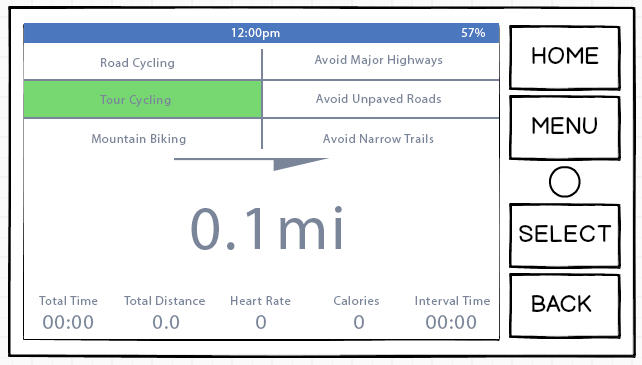 12:00pm 57%
Road Cycling Avoid Major Highways
Tour Cycling Avoid Unpaved Roads
Mountain Biking Avoid Narrow Trails
0.1mi
Total Time Total Distance Heart Rate Calories Interval Time
00:00 0.0 0 0 00:00
HOME
MENU
SELECT
BACK